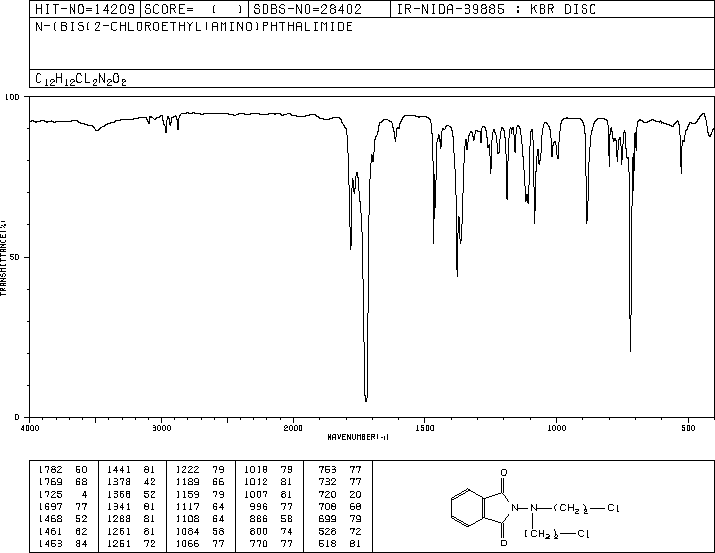 HIT-NO=14209 SCORE= ( ) SDBS-NO=28402 IR-NIDA-39885 : KBR DISC
N-(BIS(2-CHLOROETHYL)AMINO)PHTHALIMIDE
C12H12CL2N2O2
100
50
0
TRANSMITTANCE(%)
4000 3000 2000 1500 1000 500
WAVENUMBER(-1)
1782 50 1441 81 1222 79 1018 79 753 77
1769 68 1378 42 1189 66 1012 81 732 77
1725 4 1368 52 1159 79 1007 81 720 20
1697 77 1341 81 1117 64 996 77 708 68
1468 52 1288 81 1108 64 886 58 699 79
1461 62 1261 81 1084 58 800 74 528 72
1453 84 1251 72 1066 77 770 77 518 81
O
N N (CH2)2 Cl
(CH2)2 Cl
O